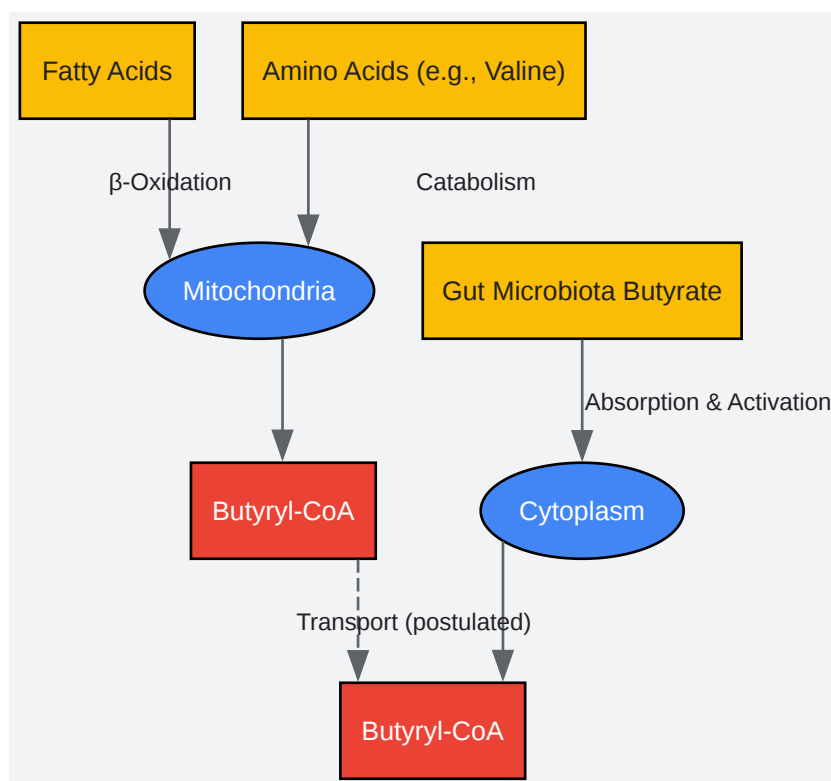 Fatty Acids
Amino Acids (e.g., Valine)
β-Oxidation
Catabolism
Mitochondria
Gut Microbiota Butyrate
Absorption & Activation
Butyryl-CoA
Cytoplasm
Transport (postulated)
Butyryl-CoA